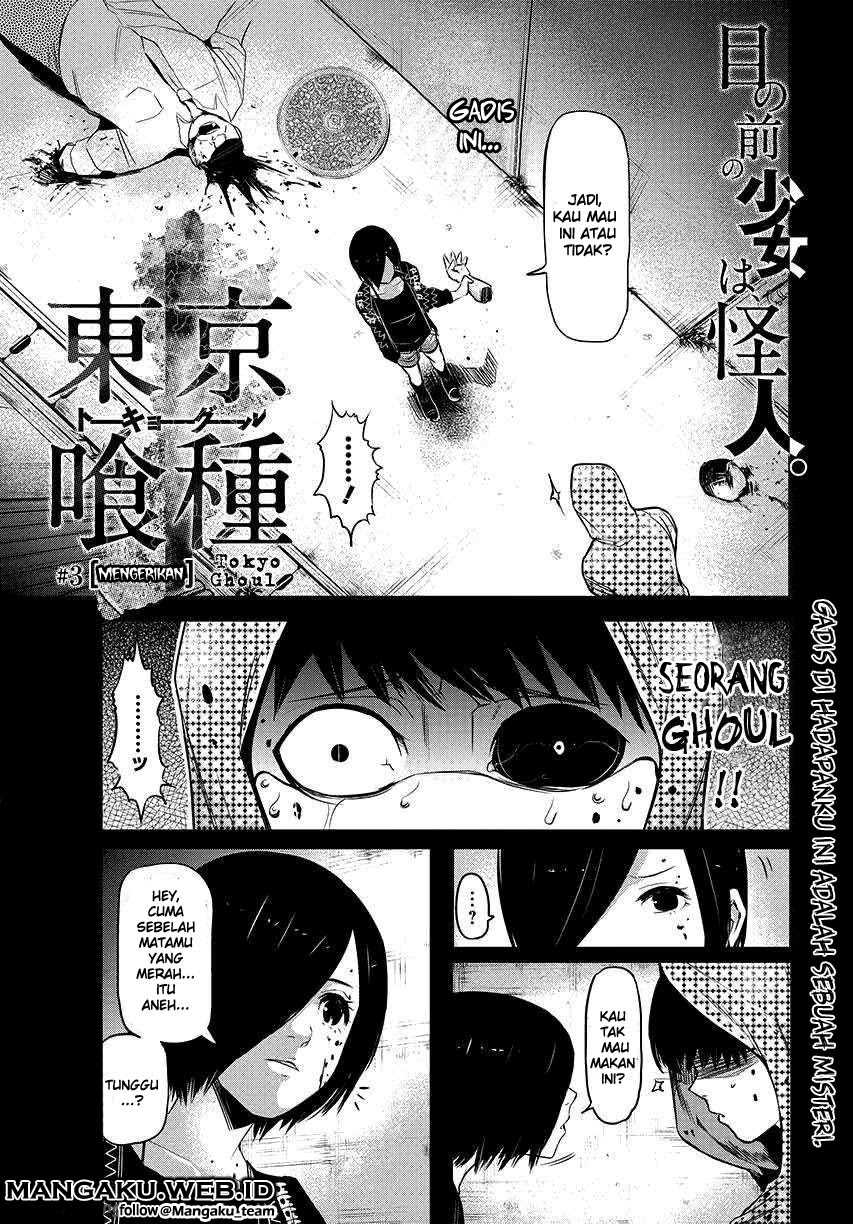 目の前の少女は、怪人。
GADIS
INI...
JADI,
KAU MAU
INI ATAU
TIDAK?
東京
トーキョーグール
喰種
Tokyo
Ghoul
#3 [MENGERIKAN]
………!
SEORANG
GHOUL
!!
………ッ
GADIS DI HADAPANKU INI ADALAH SEBUAH MISTERI.
...?
HEY,
CUMA
SEBELAH
MATAMU
YANG
MERAH...
ITU
ANEH...
TUNGGU
...?
KAU
TAK
MAU
MAKAN
INI?
MANGAKU.WEB.ID
follow @Mangaku_team